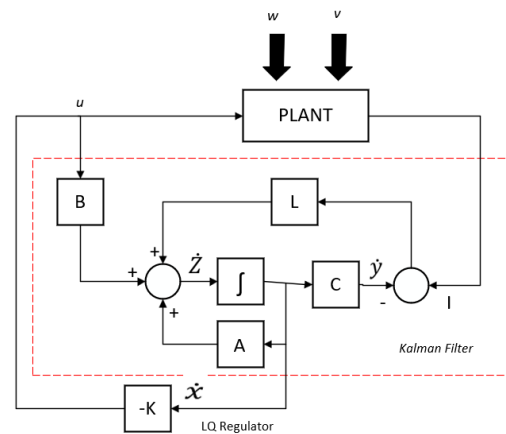 w v
u
PLANT
B
L
+
+ Ż ∫ C ẏ
- I
+
A
Kalman Filter
ẋ
-K
LQ Regulator